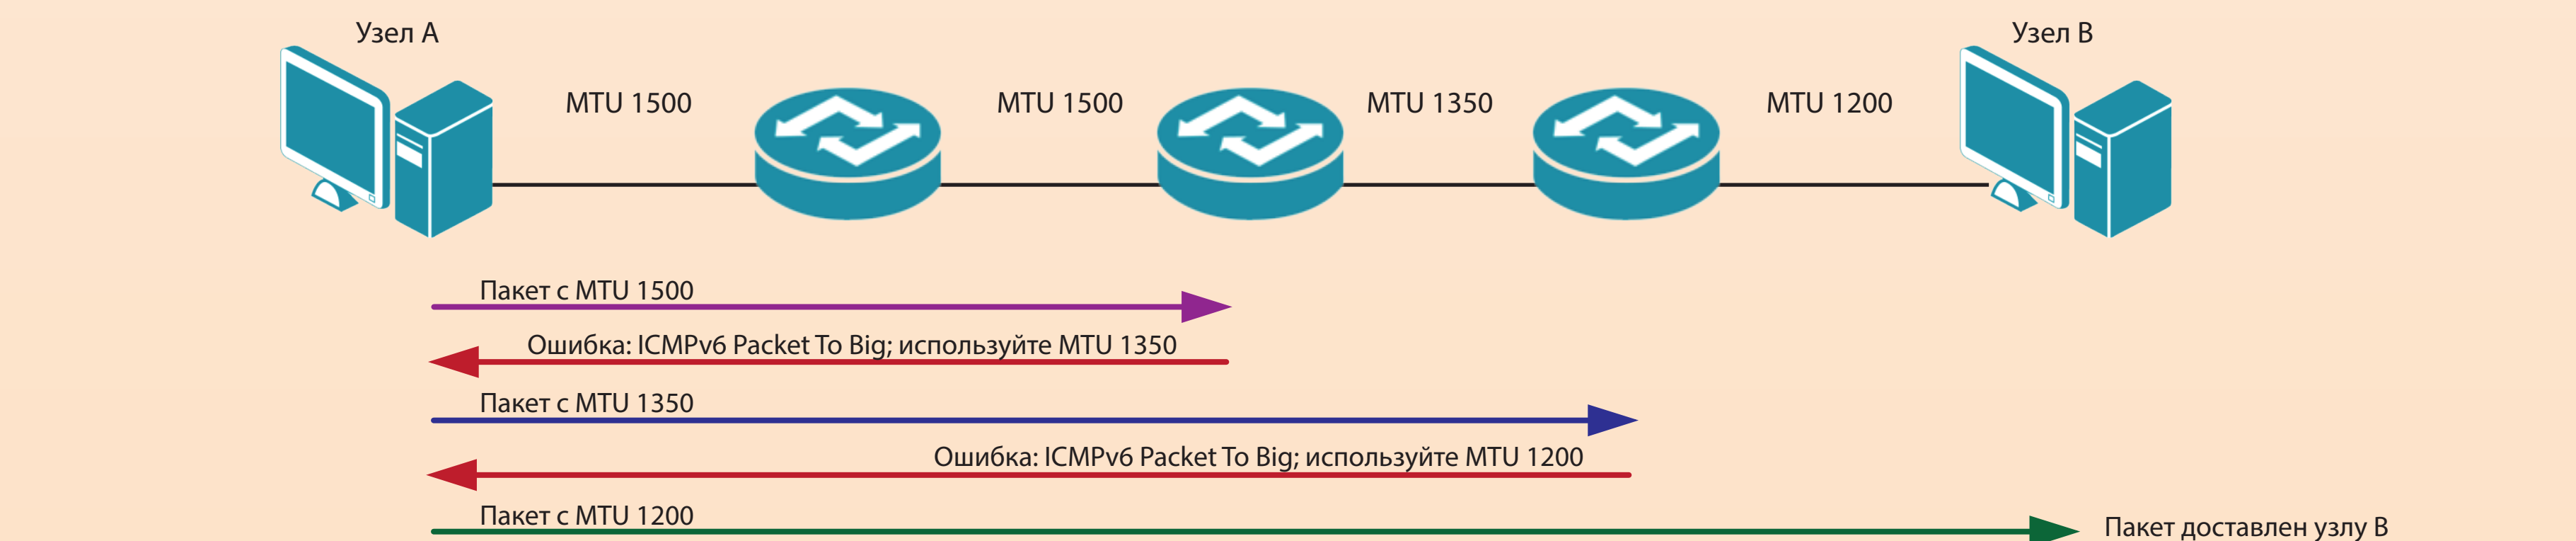 Узел А
Узел В
MTU 1500
MTU 1500
MTU 1350
MTU 1200
Пакет с MTU 1500
Ошибка: ICMPv6 Packet To Big; используйте MTU 1350
Пакет с MTU 1350
Ошибка: ICMPv6 Packet To Big; используйте MTU 1200
Пакет с MTU 1200
Пакет доставлен узлу В